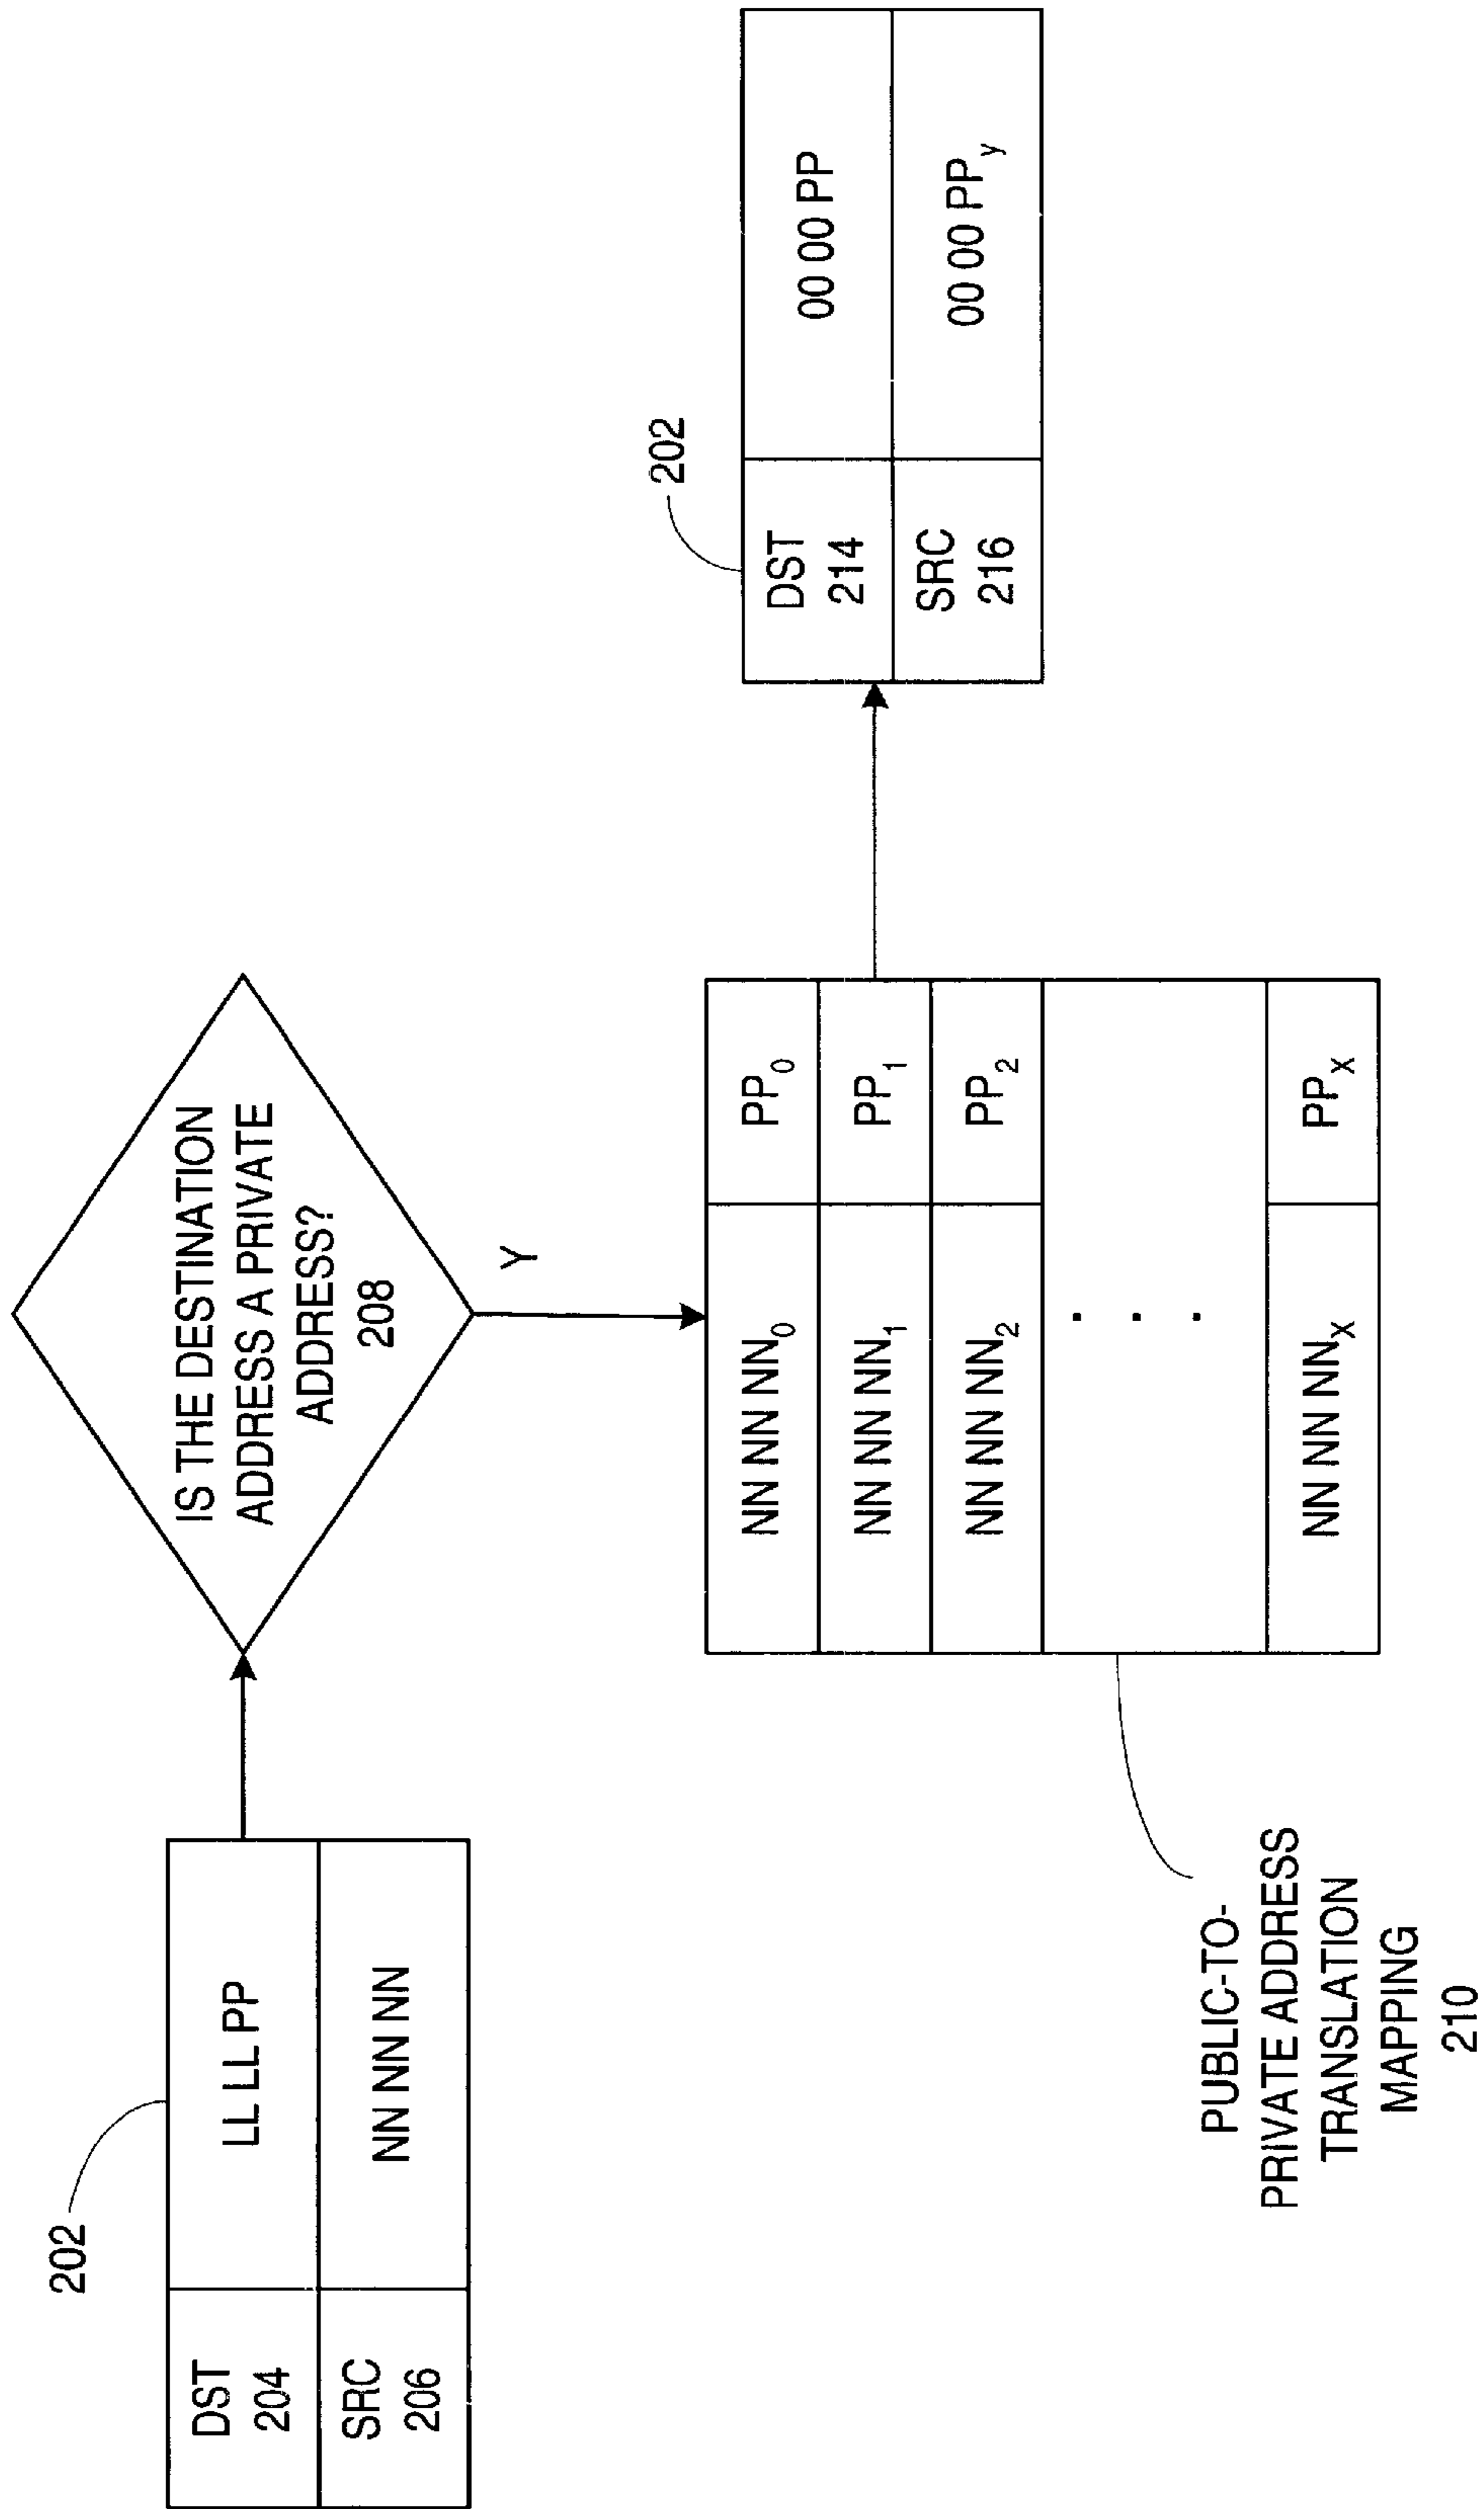 202
DST
204
LL LL PP
SRC
206
NN NN NN
IS THE DESTINATION
ADDRESS A PRIVATE
ADDRESS?
208
Y
NN NN NN0
PP0
NN NN NN1
PP1
NN NN NN2
PP2
. . .
NN NN NNX
PPX
PUBLIC-TO-
PRIVATE ADDRESS
TRANSLATION
MAPPING
210
202
DST
214
00 00 PP
SRC
216
00 00 PPy